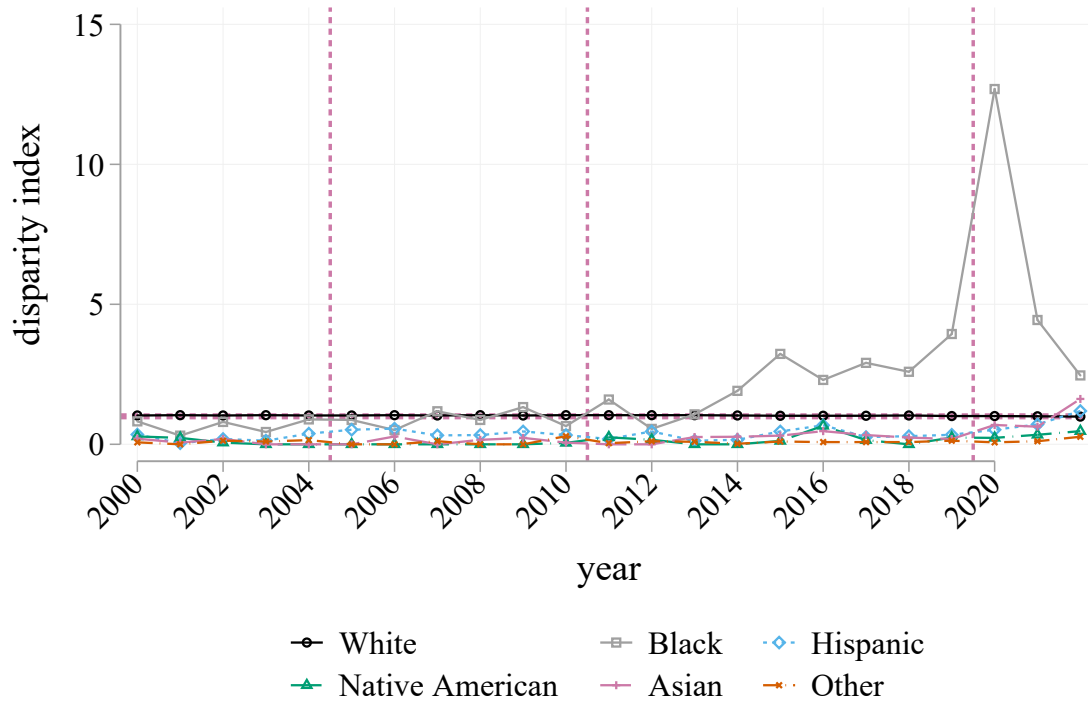 15
10
5
0
disparity index
2000 2002 2004 2006 2008 2010 2012 2014 2016 2018 2020
year
White Black Hispanic
Native American Asian Other